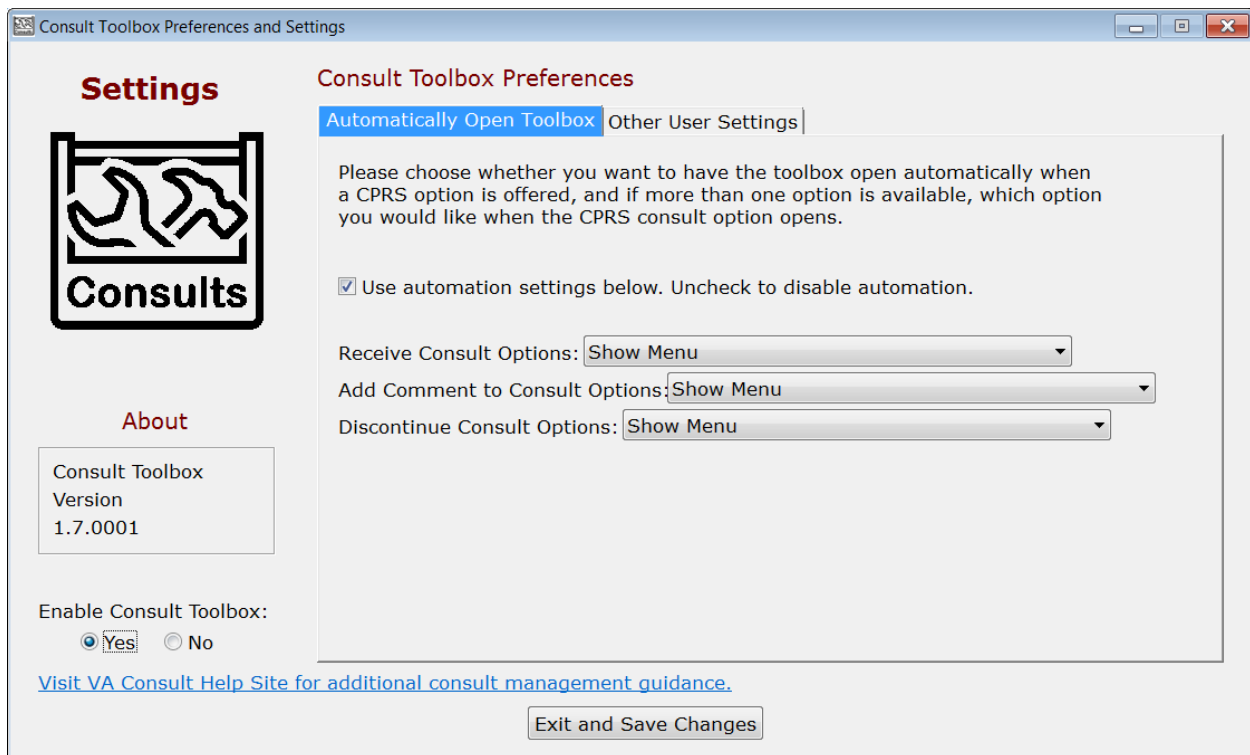 Consult Toolbox Preferences and Settings
Settings
Consults
About
Consult Toolbox
Version
1.7.0001
Enable Consult Toolbox:
Yes No
Consult Toolbox Preferences
Automatically Open Toolbox Other User Settings
Please choose whether you want to have the toolbox open automatically when
a CPRS option is offered, and if more than one option is available, which option
you would like when the CPRS consult option opens.
Use automation settings below. Uncheck to disable automation.
Receive Consult Options: Show Menu
Add Comment to Consult Options: Show Menu
Discontinue Consult Options: Show Menu
Visit VA Consult Help Site for additional consult management guidance.
Exit and Save Changes